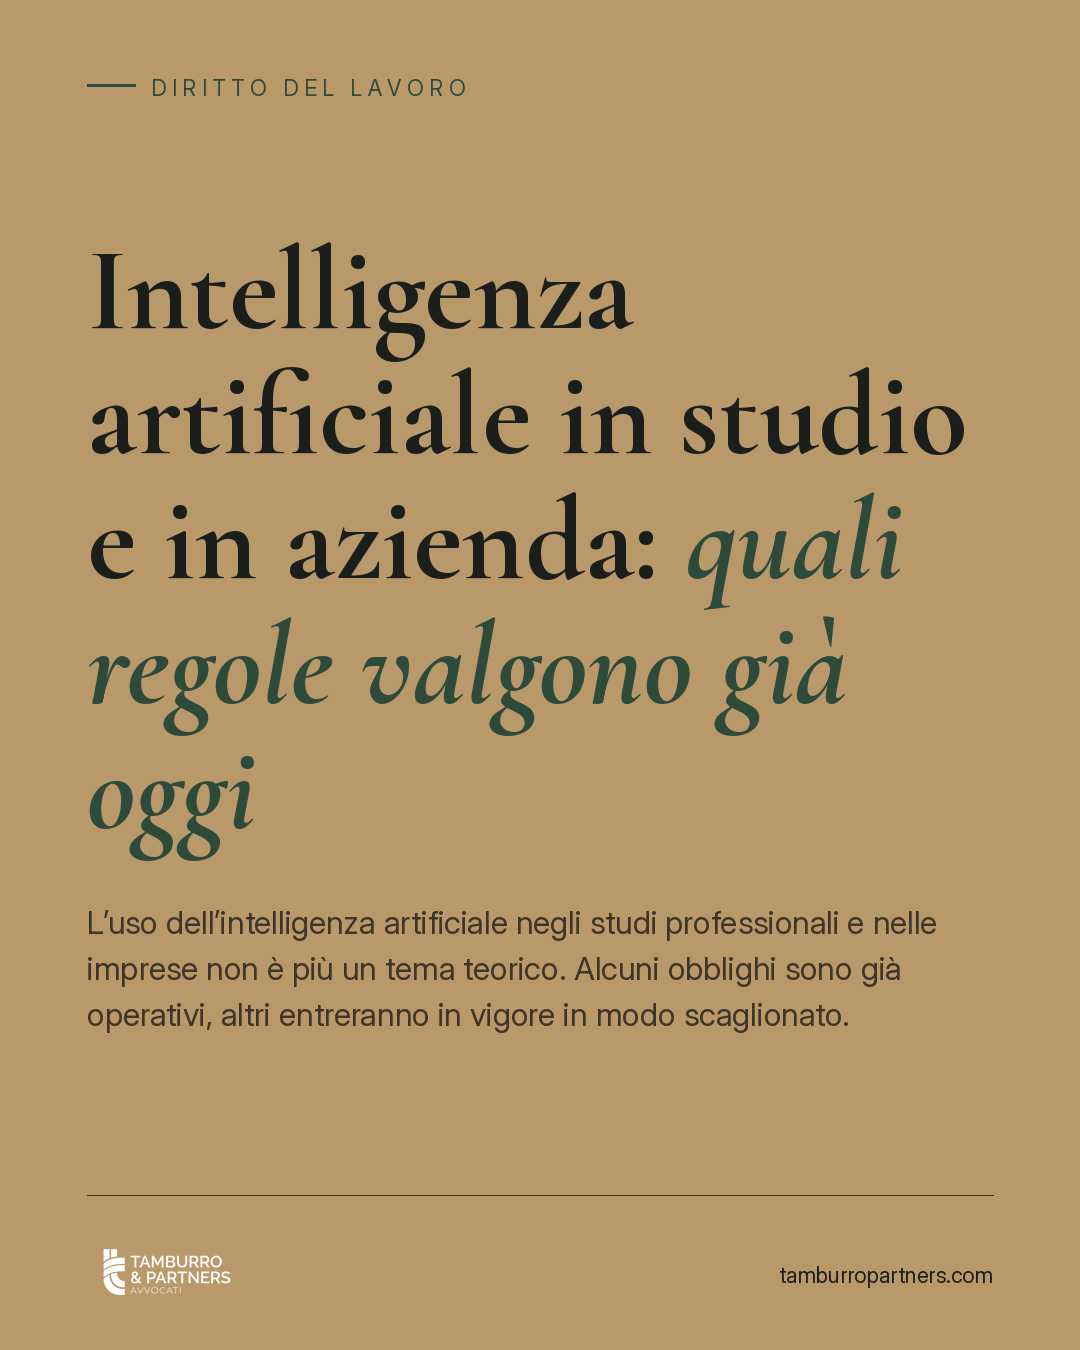 DIRITTO DEL LAVORO
Intelligenza
artificiale in studio
e in azienda: quali
regole valgono già
oggi
L’uso dell’intelligenza artificiale negli studi professionali e nelle
imprese non è più un tema teorico. Alcuni obblighi sono già
operativi, altri entreranno in vigore in modo scaglionato.
TAMBURRO
& PARTNERS
AVVOCATI
tamburropartners.com